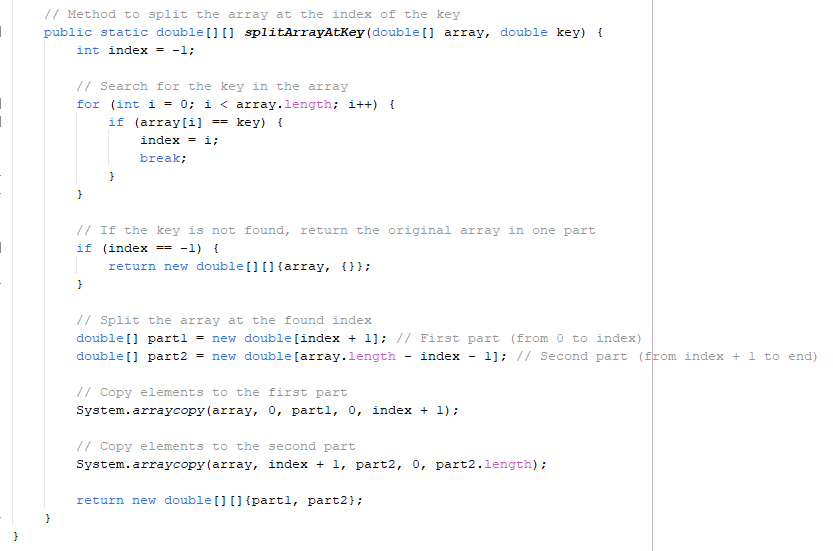 // Method to split the array at the index of the key
public static double[][] splitArrayAtKey(double[] array, double key) {
int index = -1;
// Search for the key in the array
for (int i = 0; i < array.length; i++) {
if (array[i] == key) {
index = i;
break;
}
}
// If the key is not found, return the original array in one part
if (index == -1) {
return new double[][]{array, {}};
}
// Split the array at the found index
double[] part1 = new double[index + 1]; // First part (from 0 to index)
double[] part2 = new double[array.length - index - 1]; // Second part (from index + 1 to end)
// Copy elements to the first part
System.arraycopy(array, 0, part1, 0, index + 1);
// Copy elements to the second part
System.arraycopy(array, index + 1, part2, 0, part2.length);
return new double[][]{part1, part2};
}
}